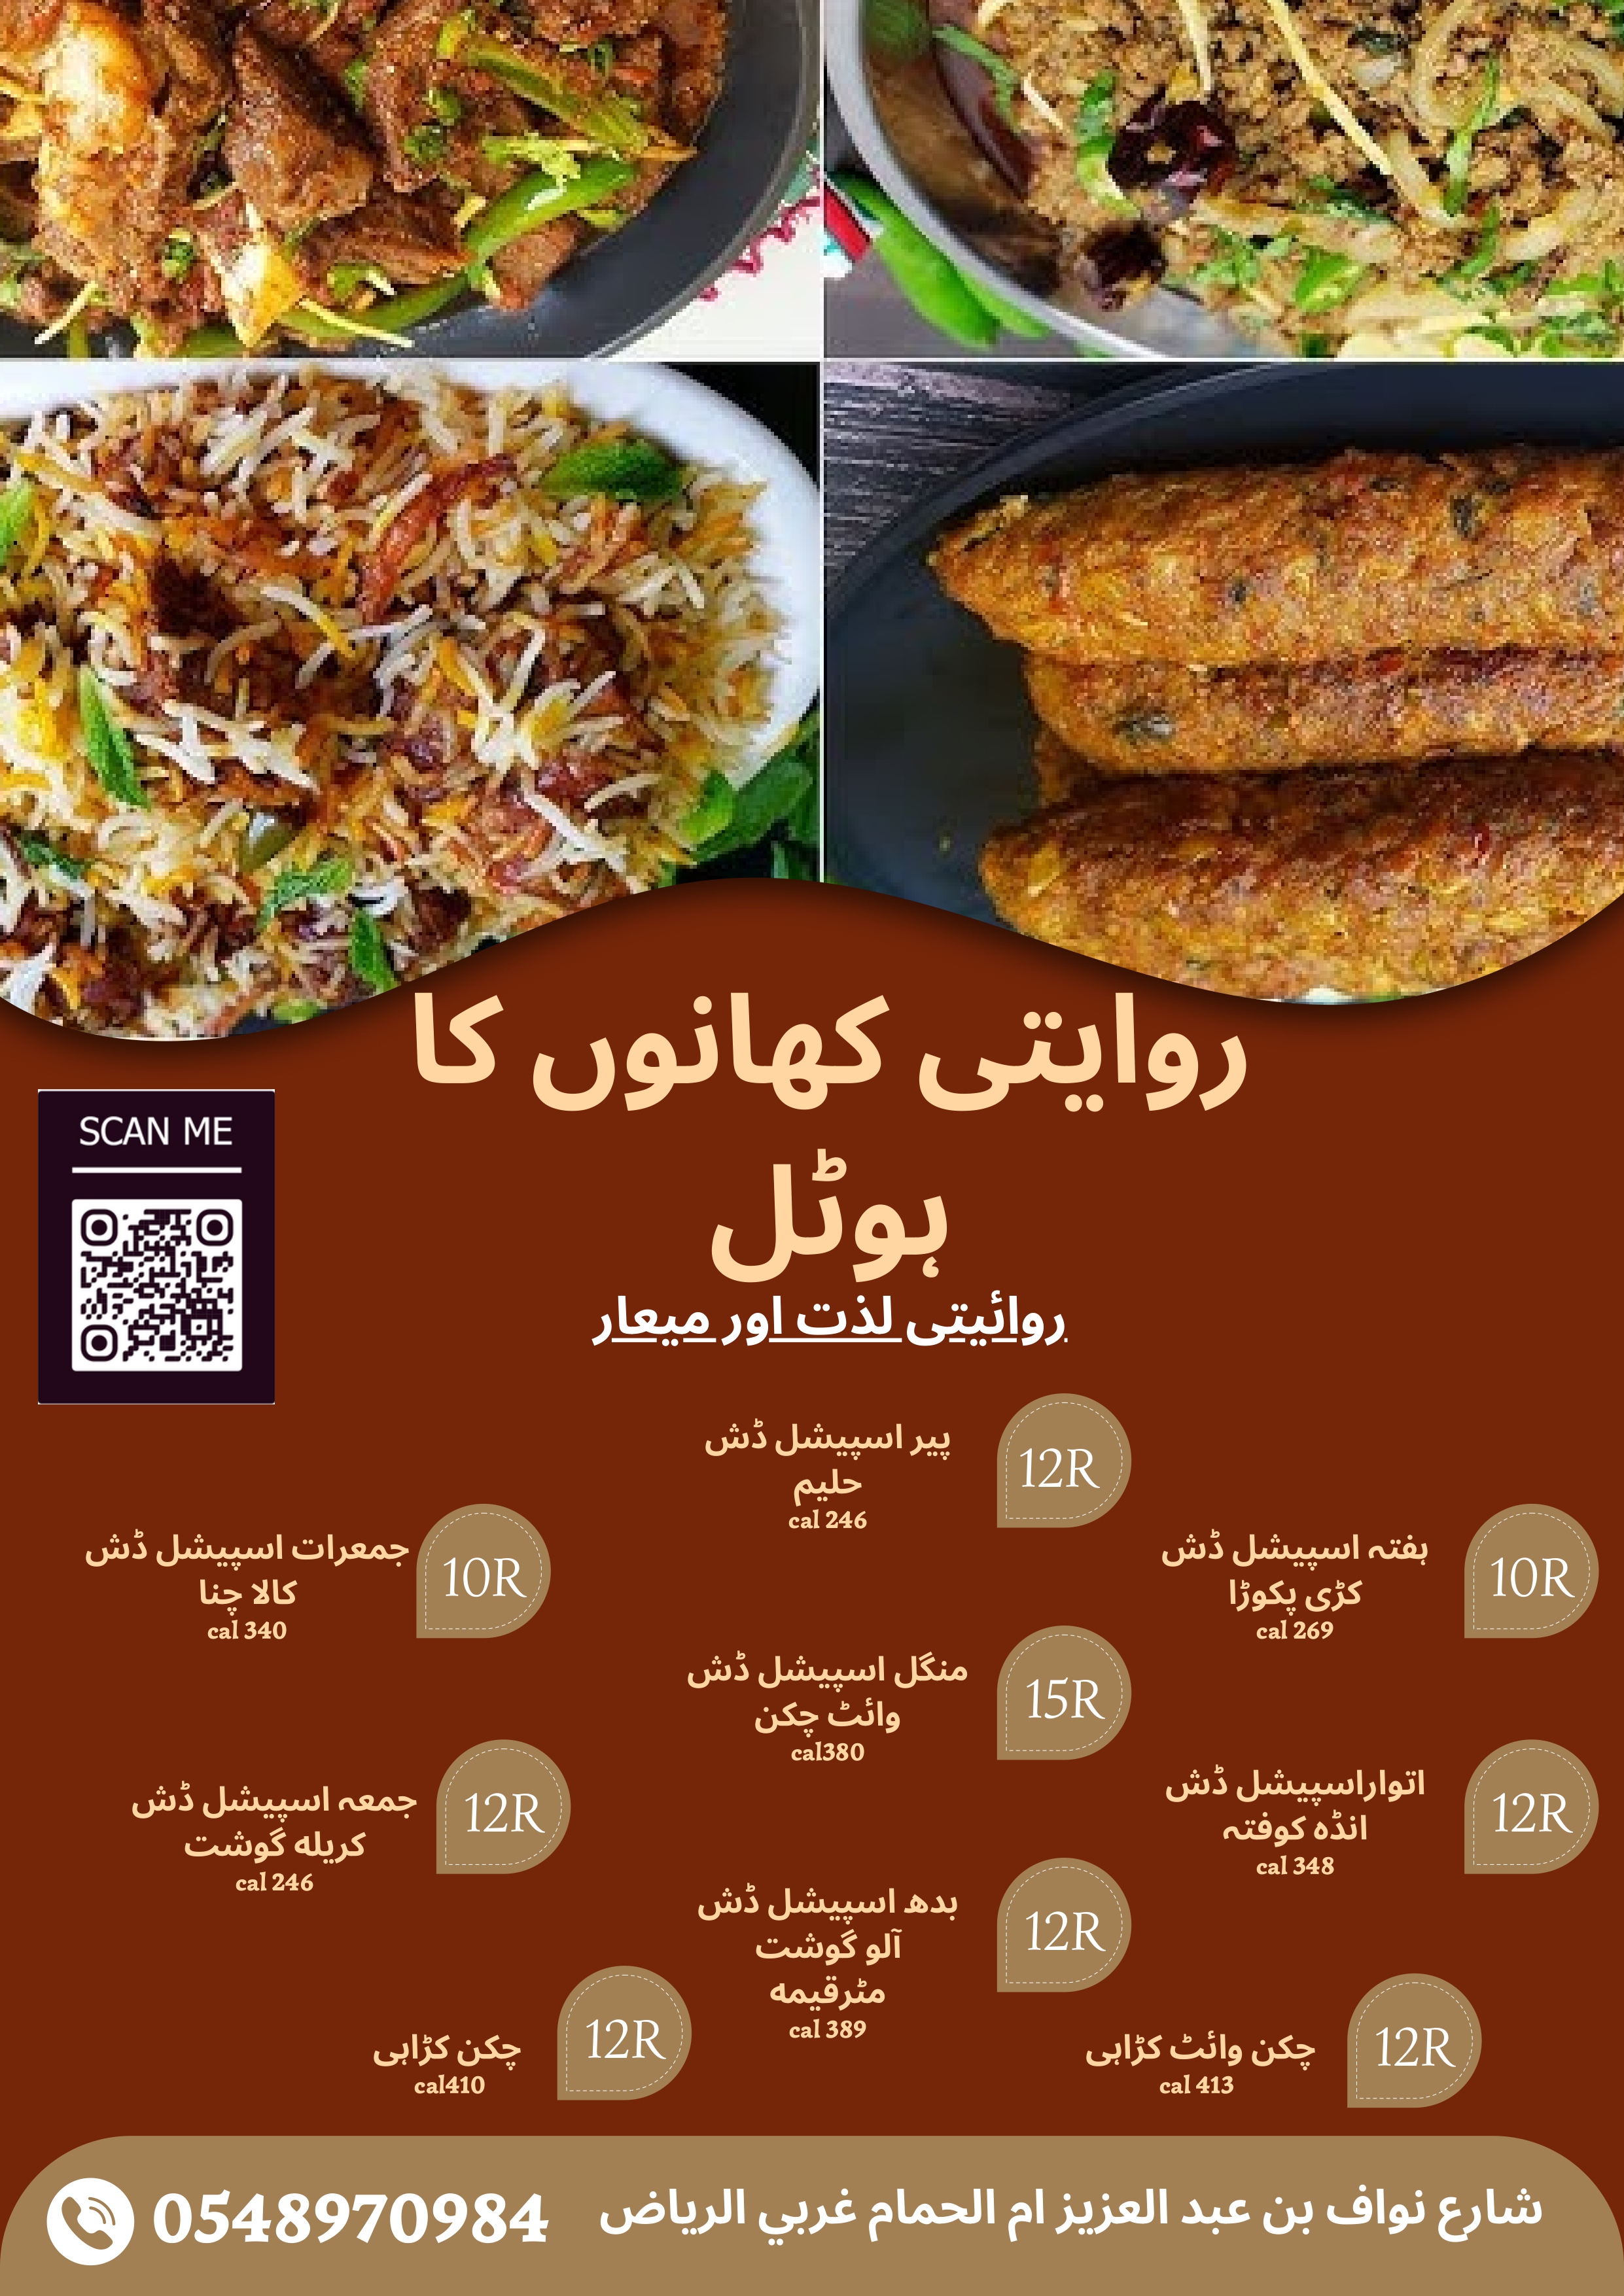 روایتی کھانوں کا
ہوٹل
روائیتی لذت اور میعار
SCAN ME
پیر اسپیشل ڈش
حلیم
cal 246
12R
ہفتہ اسپیشل ڈش
کڑی پکوڑا
cal 269
10R
جمعرات اسپیشل ڈش
کالا چنا
cal 340
10R
منگل اسپیشل ڈش
وائٹ چکن
cal380
15R
اتواراسپیشل ڈش
انڈہ کوفتہ
cal 348
12R
جمعہ اسپیشل ڈش
کریلہ گوشت
cal 246
12R
بدھ اسپیشل ڈش
آلو گوشت
مٹرقیمہ
cal 389
12R
چکن وائٹ کڑاہی
cal 413
12R
چکن کڑاہی
cal410
12R
شارع نواف بن عبد العزيز ام الحمام غربي الرياض
0548970984